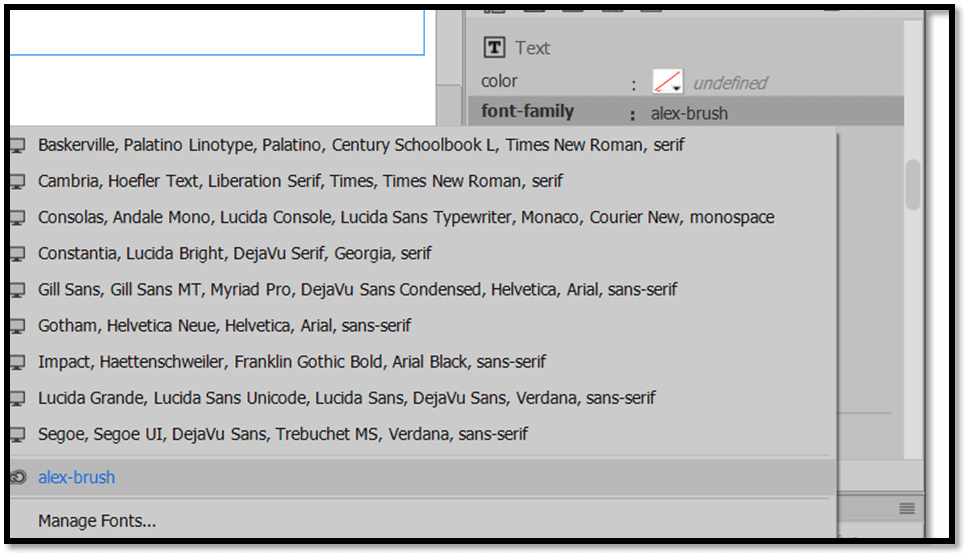 T Text
color : undefined
font-family : alex-brush
Baskerville, Palatino Linotype, Palatino, Century Schoolbook L, Times New Roman, serif
Cambria, Hoefler Text, Liberation Serif, Times, Times New Roman, serif
Consolas, Andale Mono, Lucida Console, Lucida Sans Typewriter, Monaco, Courier New, monospace
Constantia, Lucida Bright, DejaVu Serif, Georgia, serif
Gill Sans, Gill Sans MT, Myriad Pro, DejaVu Sans Condensed, Helvetica, Arial, sans-serif
Gotham, Helvetica Neue, Helvetica, Arial, sans-serif
Impact, Haettenschweiler, Franklin Gothic Bold, Arial Black, sans-serif
Lucida Grande, Lucida Sans Unicode, Lucida Sans, DejaVu Sans, Verdana, sans-serif
Segoe, Segoe UI, DejaVu Sans, Trebuchet MS, Verdana, sans-serif
alex-brush
Manage Fonts...